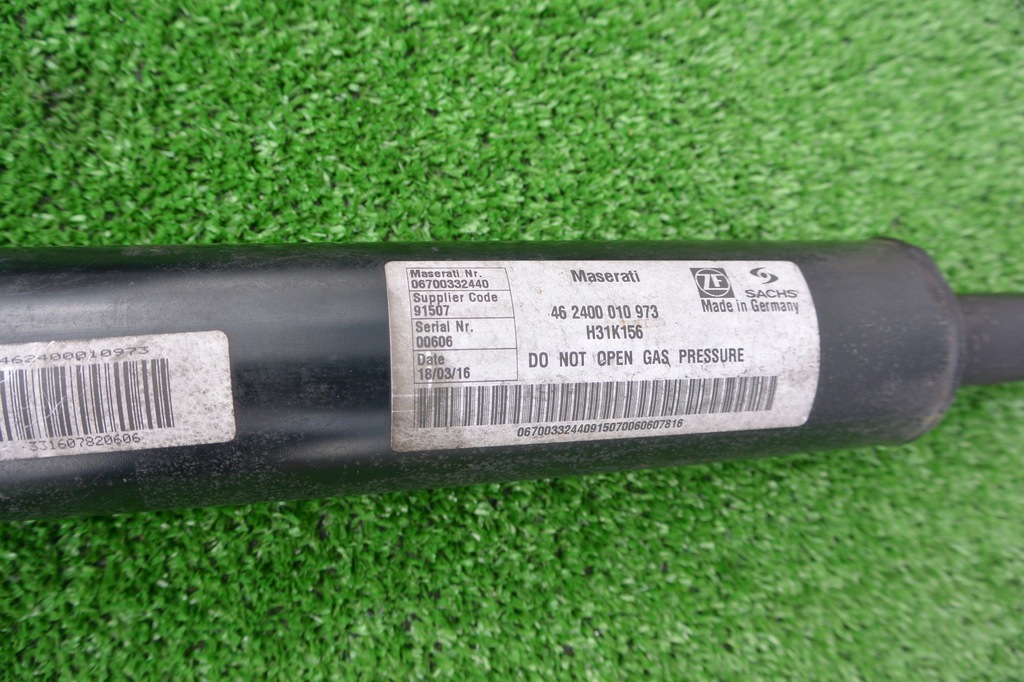 462400010973
331607820606
Maserati Nr.
06700332440
Supplier Code
91507
Serial Nr.
00606
Date
18/03/16
Maserati
46 2400 010 973
H31K156
DO NOT OPEN GAS PRESSURE
ZF
SACHS
Made in Germany
06700332440915070060607816